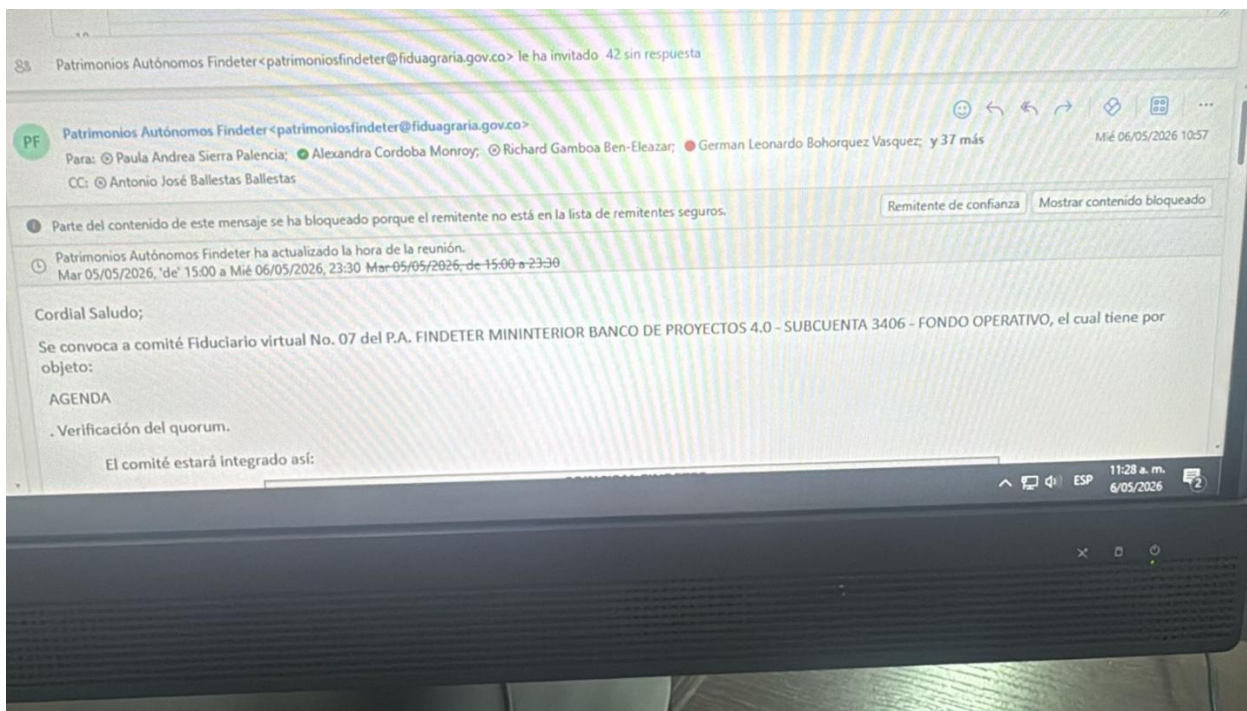 Patrimonios Autónomos Findeter<patrimoniosfindeter@fiduagraria.gov.co> le ha invitado 42 sin respuesta
PF
Patrimonios Autónomos Findeter<patrimoniosfindeter@fiduagraria.gov.co>
Para: Paula Andrea Sierra Palencia; Alexandra Cordoba Monroy; Richard Gamboa Ben-Eleazar; German Leonardo Bohorquez Vasquez; y 37 más
Mié 06/05/2026 10:57
CC: Antonio José Ballestas Ballestas
Parte del contenido de este mensaje se ha bloqueado porque el remitente no está en la lista de remitentes seguros.
Remitente de confianza
Mostrar contenido bloqueado
Patrimonios Autónomos Findeter ha actualizado la hora de la reunión.
Mar 05/05/2026, 'de' 15:00 a Mié 06/05/2026, 23:30 Mar 05/05/2026, de 15:00 a 23:30
Cordial Saludo;
Se convoca a comité Fiduciario virtual No. 07 del P.A. FINDETER MININTERIOR BANCO DE PROYECTOS 4.0 - SUBCUENTA 3406 - FONDO OPERATIVO, el cual tiene por
objeto:
AGENDA
. Verificación del quorum.
El comité estará integrado así:
ESP
11:28 a. m.
6/05/2026
2